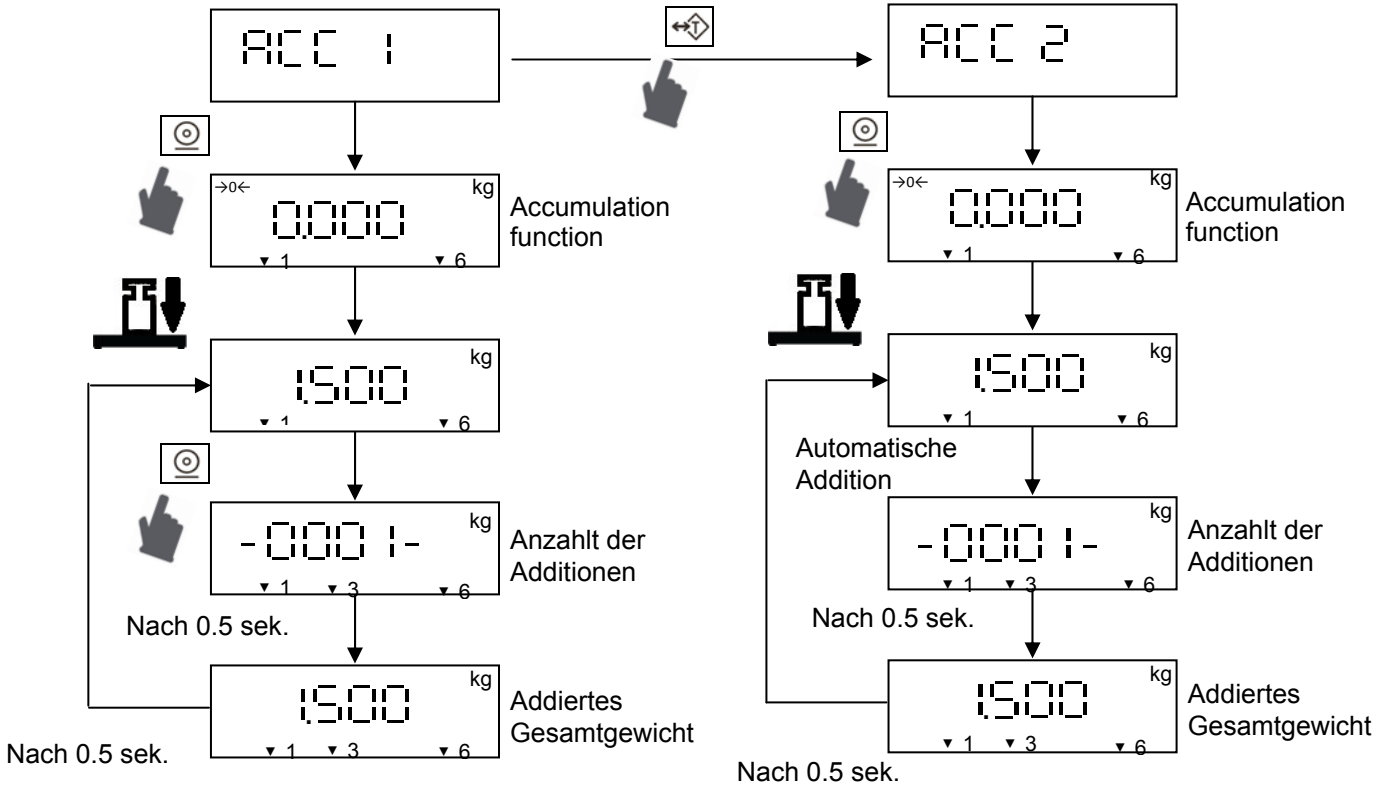 ACC 1
→0← kg
0.000
▼ 1 ▼ 6
Accumulation
function
kg
1.500
▼ 1 ▼ 6
kg
-0001-
▼ 1 ▼ 3 ▼ 6
Anzahlt der
Additionen
Nach 0.5 sek.
kg
1.500
▼ 1 ▼ 3 ▼ 6
Addiertes
Gesamtgewicht
Nach 0.5 sek.
T
ACC 2
→0← kg
0.000
▼ 1 ▼ 6
Accumulation
function
kg
1.500
▼ 1 ▼ 6
Automatische
Addition
kg
-0001-
▼ 1 ▼ 3 ▼ 6
Anzahlt der
Additionen
Nach 0.5 sek.
kg
1.500
▼ 1 ▼ 3 ▼ 6
Addiertes
Gesamtgewicht
Nach 0.5 sek.